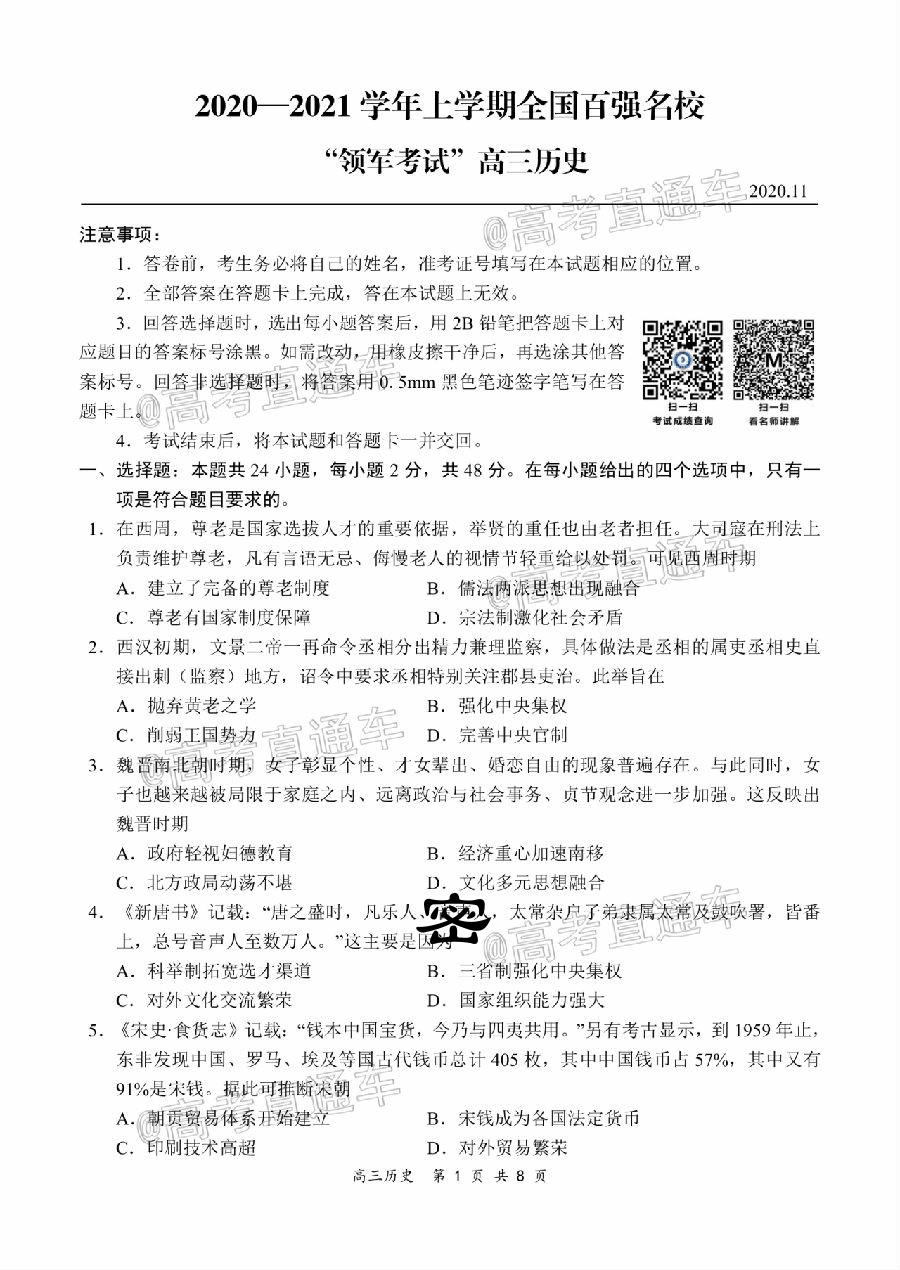 2020—2021 学年上学期全国百强名校
“领军考试”高三历史
2020.11
注意事项：
1．答卷前，考生务必将自己的姓名，准考证号填写在本试题相应的位置。
2．全部答案在答题卡上完成，答在本试题上无效。
3．回答选择题时，选出每小题答案后，用 2B 铅笔把答题卡上对
应题目的答案标号涂黑。如需改动，用橡皮擦干净后，再选涂其他答
案标号。回答非选择题时，将答案用 0.5mm 黑色笔迹签字笔写在答
题卡上。
4．考试结束后，将本试题和答题卡一并交回。
扫一扫
考试成绩查询
扫一扫
看名师讲解
M
一、选择题：本题共 24 小题，每小题 2 分，共 48 分。在每小题给出的四个选项中，只有一
项是符合题目要求的。
1．在西周，尊老是国家选拔人才的重要依据，举贤的重任也由老者担任。大司寇在刑法上
负责维护尊老，凡有言语无忌、侮慢老人的视情节轻重给以处罚。可见西周时期
A．建立了完备的尊老制度 B．儒法两派思想出现融合
C．尊老有国家制度保障 D．宗法制激化社会矛盾
2．西汉初期，文景二帝一再命令丞相分出精力兼理监察，具体做法是丞相的属吏丞相史直
接出刺（监察）地方，诏令中要求丞相特别关注郡县吏治。此举旨在
A．抛弃黄老之学 B．强化中央集权
C．削弱王国势力 D．完善中央官制
3．魏晋南北朝时期，女子彰显个性、才女辈出、婚恋自由的现象普遍存在。与此同时，女
子也越来越被局限于家庭之内、远离政治与社会事务、贞节观念进一步加强。这反映出
魏晋时期
A．政府轻视妇德教育 B．经济重心加速南移
C．北方政局动荡不堪 D．文化多元思想融合
4．《新唐书》记载：“唐之盛时，凡乐人、人，太常杂户子弟隶属太常及鼓吹署，皆番
上，总号音声人至数万人。”这主要是因为
密
A．科举制拓宽选才渠道 B．三省制强化中央集权
C．对外文化交流繁荣 D．国家组织能力强大
5．《宋史·食货志》记载：“钱本中国宝货，今乃与四夷共用。”另有考古显示，到 1959 年止，
东非发现中国、罗马、埃及等国古代钱币总计 405 枚，其中中国钱币占 57%，其中又有
91%是宋钱。据此可推断宋朝
A．朝贡贸易体系开始建立 B．宋钱成为各国法定货币
C．印刷技术高超 D．对外贸易繁荣
高三历史 第 1 页 共 8 页
@高考直通车
@高考直通车
@高考直通车
@高考直通车
@高考直通车
@高考直通车